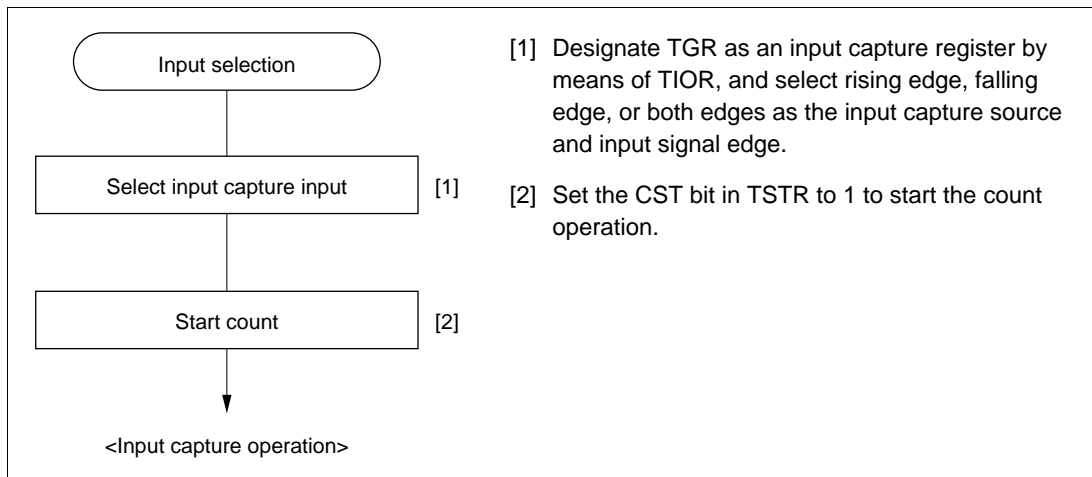 Input selection
Select input capture input
[1]
Start count
[2]
<Input capture operation>
[1] Designate TGR as an input capture register by
means of TIOR, and select rising edge, falling
edge, or both edges as the input capture source
and input signal edge.
[2] Set the CST bit in TSTR to 1 to start the count
operation.